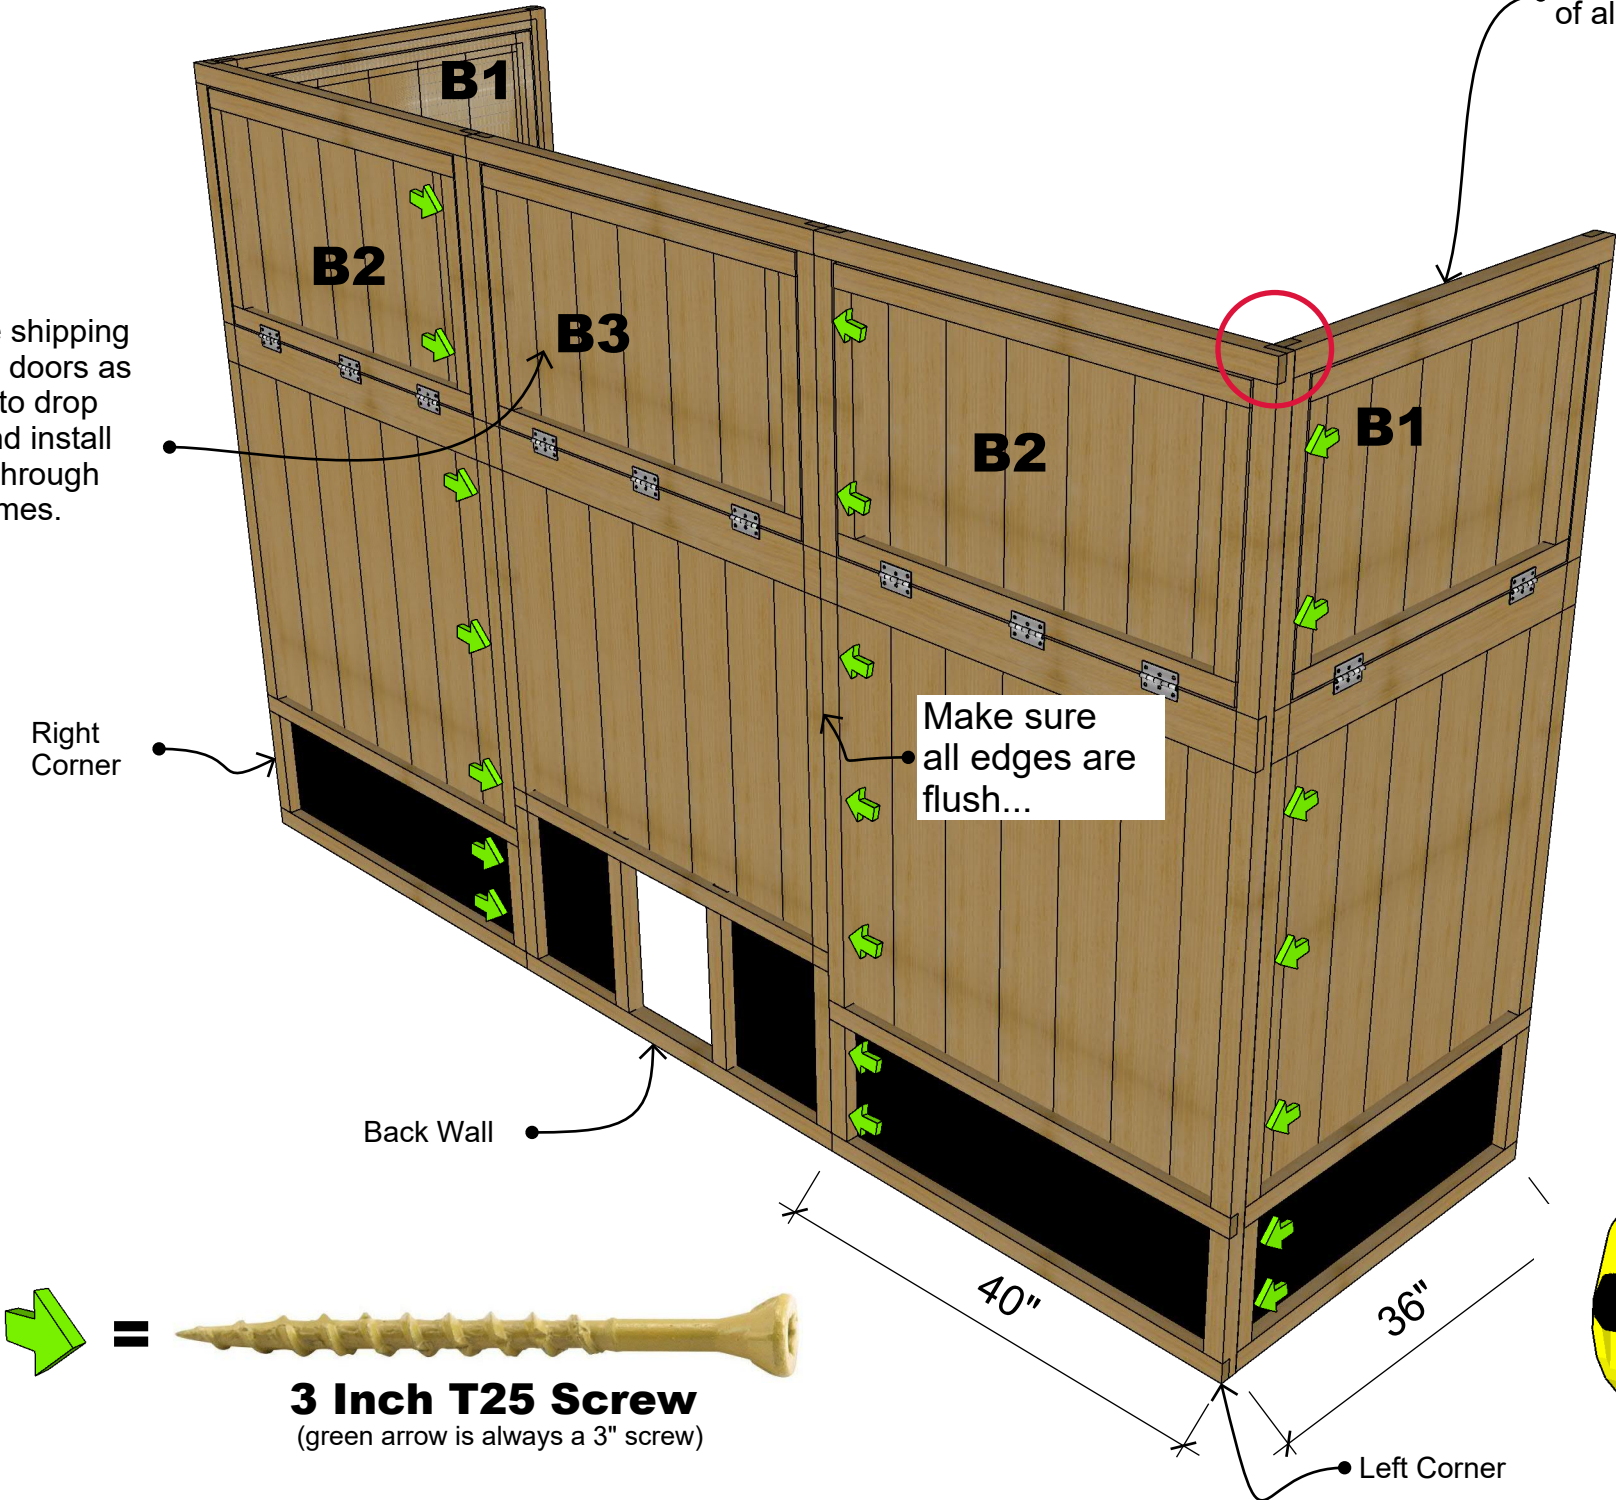 of al
B1
B2
B3
B2
B1
shipping
doors as
to drop
nd install
hrough
mes.
Make sure
all edges are
flush...
Right
Corner
Back Wall
40"
36"
=
3 Inch T25 Screw
(green arrow is always a 3" screw)
Left Corner